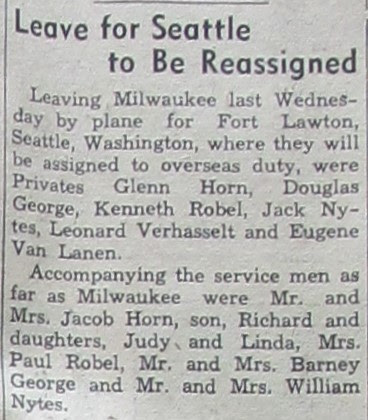 Leave for Seattle
to Be Reassigned
Leaving Milwaukee last Wednes-
day by plane for Fort Lawton,
Seattle, Washington, where they will
be assigned to overseas duty, were
Privates Glenn Horn, Douglas
George, Kenneth Robel, Jack Ny-
tes, Leonard Verhasselt and Eugene
Van Lanen.
Accompanying the service men as
far as Milwaukee were Mr. and
Mrs. Jacob Horn, son, Richard and
daughters, Judy and Linda, Mrs.
Paul Robel, Mr. and Mrs. Barney
George and Mr. and Mrs. William
Nytes.